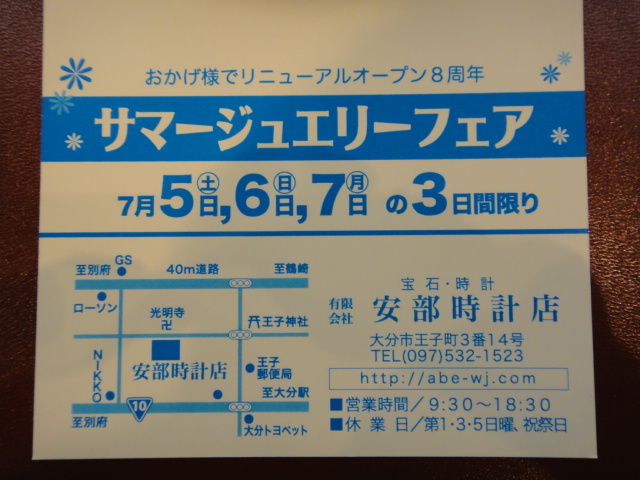 おかげ様でリニューアルオープン8周年
サマージュエリーフェア
7月5日㊏,6日㊐,7日㊊の3日間限り
至別府
GS
40m道路
至鶴崎
ローソン
光明寺
卍
王子神社
NIKKO
安部時計店
王子
郵便局
至大分駅
至別府
10
大分トヨペット
宝石・時計
有限
会社
安部時計店
大分市王子町3番14号
TEL(097)532-1523
http://abe-wj.com
■営業時間/9:30〜18:30
■休業日/第1・3・5日曜、祝祭日